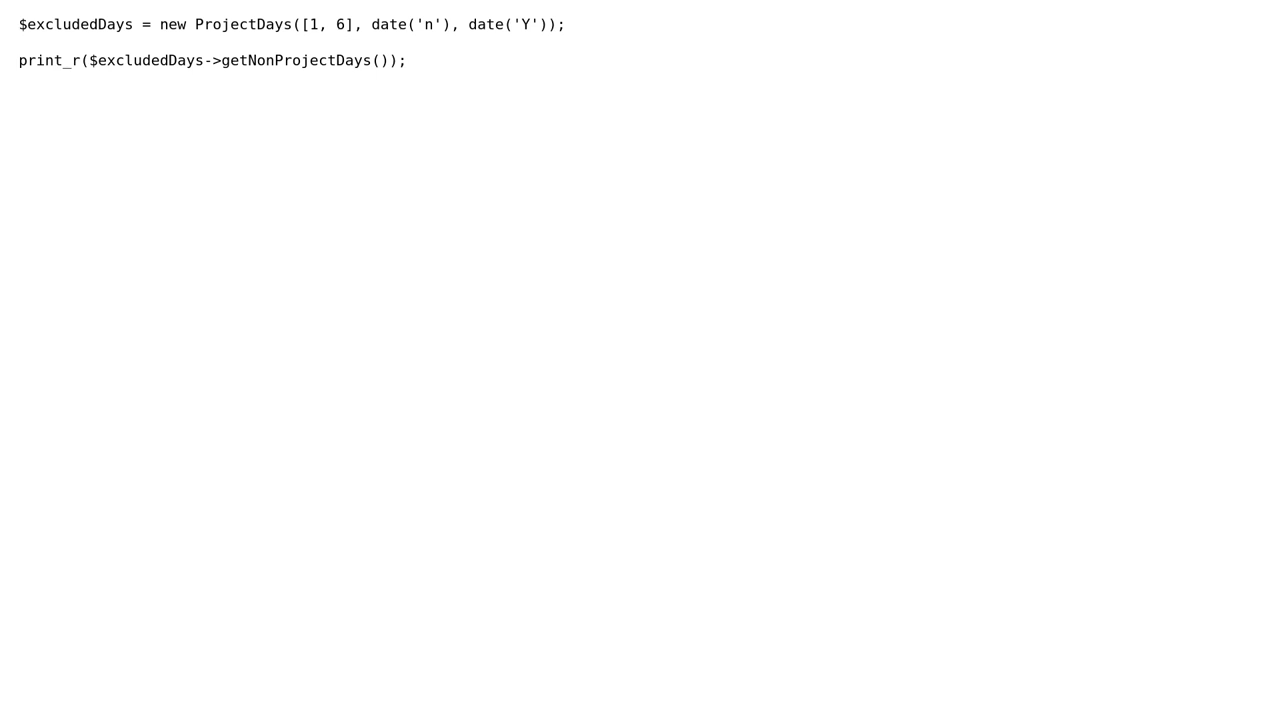 $excludedDays = new ProjectDays([1, 6], date('n'), date('Y'));
print_r($excludedDays->getNonProjectDays());